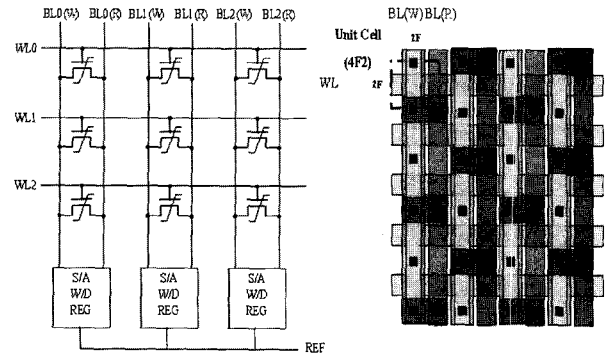 BL0(W) BL0(R) BL1(W) BL1(R) BL2(W) BL2(R)
WL0
WL1
WL2
S/A W/D REG
S/A W/D REG
S/A W/D REG
REF
BL(W) BL(R)
Unit Cell 2F
(4F2)
WL 2F